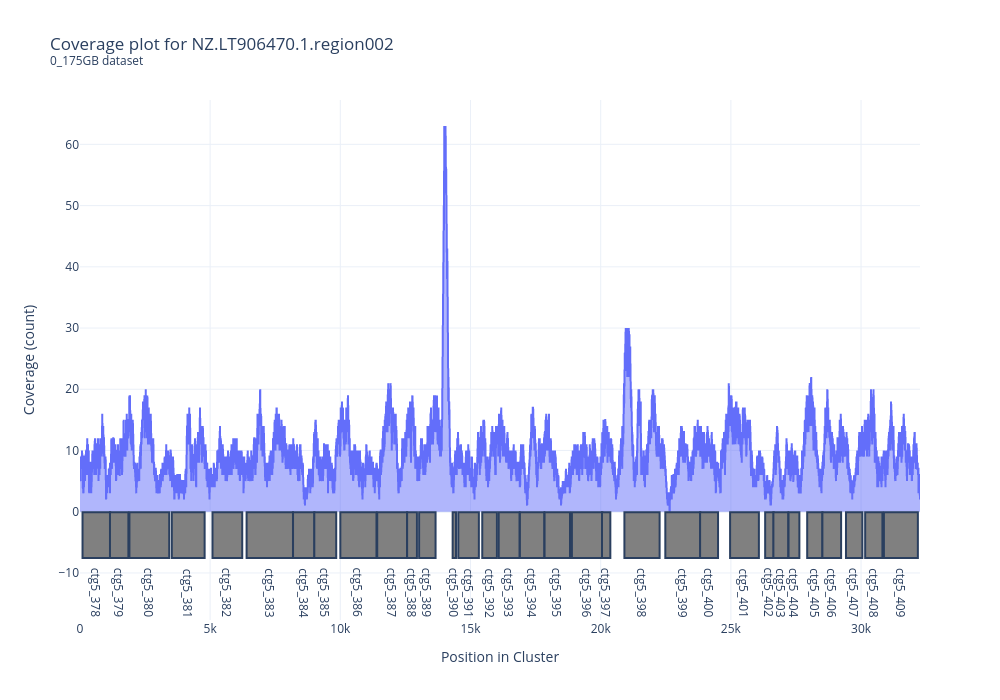 Coverage plot for NZ.LT906470.1.region002
0_175GB dataset
Coverage (count)
60
50
40
30
20
10
0
−10
ctg5_378
ctg5_379
ctg5_380
ctg5_381
ctg5_382
ctg5_383
ctg5_384
ctg5_385
ctg5_386
ctg5_387
ctg5_388
ctg5_389
ctg5_390
ctg5_391
ctg5_392
ctg5_393
ctg5_394
ctg5_395
ctg5_396
ctg5_397
ctg5_398
ctg5_399
ctg5_400
ctg5_401
ctg5_402
ctg5_403
ctg5_404
ctg5_405
ctg5_406
ctg5_407
ctg5_408
ctg5_409
0
5k
10k
15k
20k
25k
30k
Position in Cluster